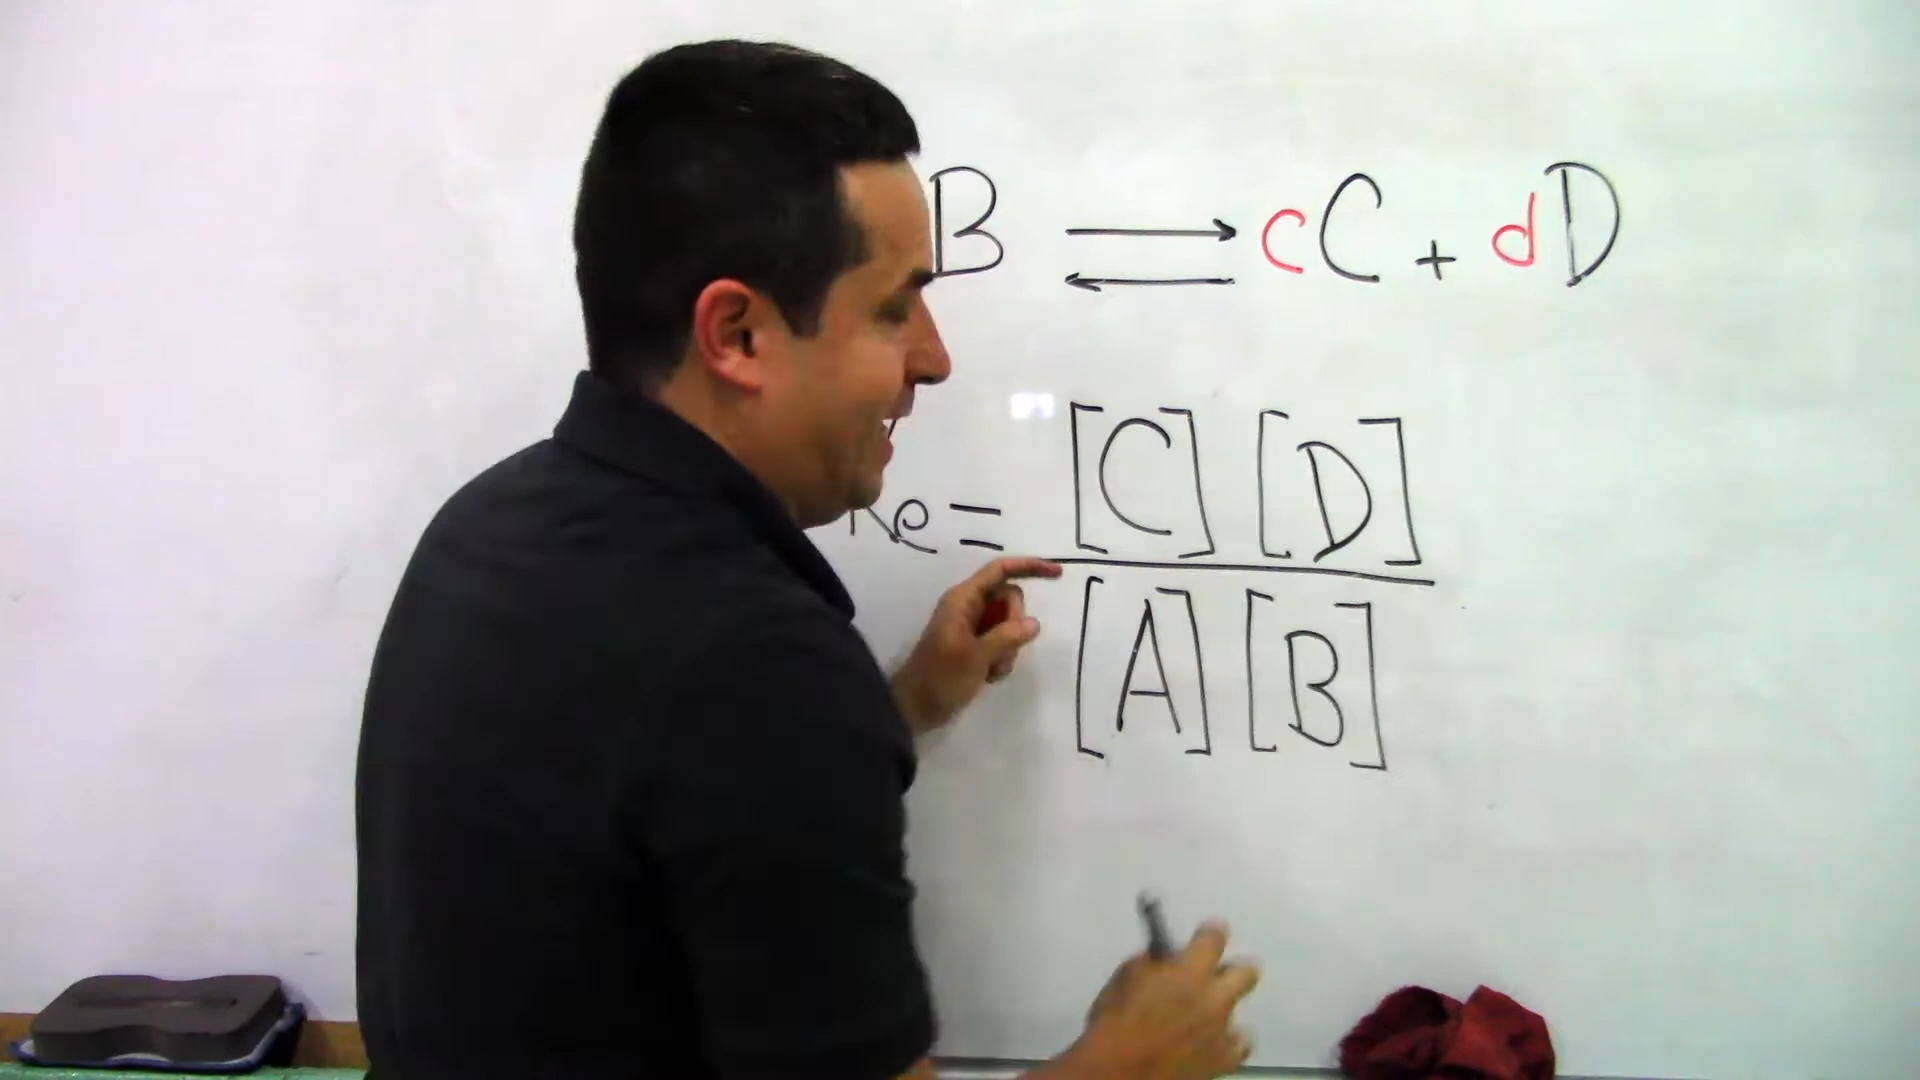 B ⇌ cC + dD
Ke = [C] [D]
[A] [B]